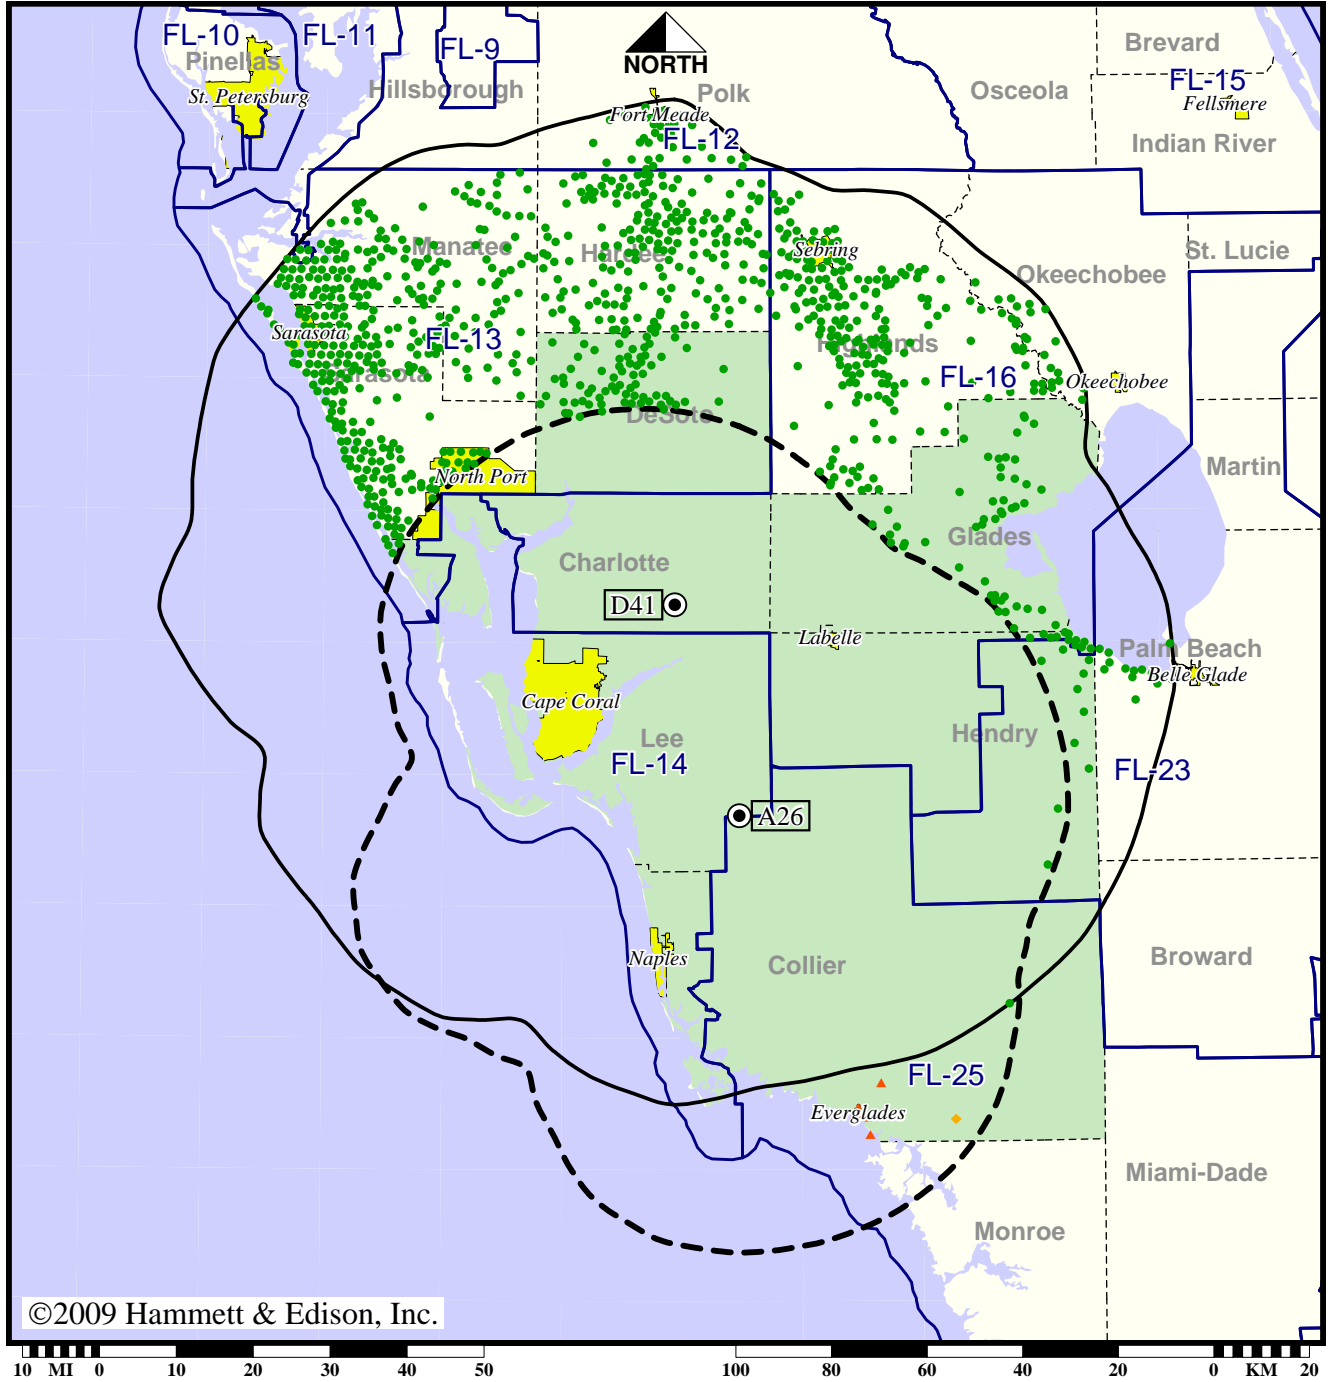 FL-10
FL-11
FL-9
Pinellas
St. Petersburg
Hillsborough
NORTH
Polk
Fort Meade
FL-12
Osceola
Brevard
FL-15
Fellsmere
Indian River
Manatee
Hardee
Sebring
Okeechobee
St. Lucie
Sarasota
FL-13
Highlands
Sarasota
FL-16
Okeechobee
DeSoto
North Port
Martin
Glades
Charlotte
D41
Labelle
Palm Beach
Belle Glade
Cape Coral
Lee
FL-14
Hendry
FL-23
A26
Naples
Collier
Broward
FL-25
Everglades
Miami-Dade
Monroe
©2009 Hammett & Edison, Inc.
10 MI 0 10 20 30 40 50 100 80 60 40 20 0 KM 20